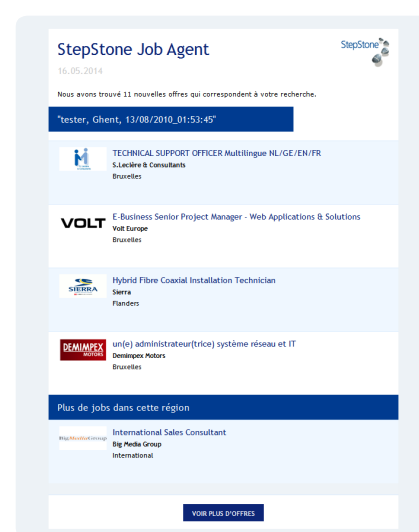 StepStone Job Agent
StepStone
16.05.2014
Nous avons trouvé 11 nouvelles offres qui correspondent à votre recherche.
"tester, Ghent, 13/08/2010_01:53:45"
TECHNICAL SUPPORT OFFICER Multilingue NL/GE/EN/FR
S.Leclère & Consultants
Bruxelles
VOLT
E-Business Senior Project Manager - Web Applications & Solutions
Volt Europe
Bruxelles
SIERRA
Hybrid Fibre Coaxial Installation Technician
Sierra
Flanders
DEMIMPEX
MOTORS
un(e) administrateur(trice) système réseau et IT
Demimpex Motors
Bruxelles
Plus de jobs dans cette région
BigMediaGroup
International Sales Consultant
Big Media Group
International
VOIR PLUS D'OFFRES